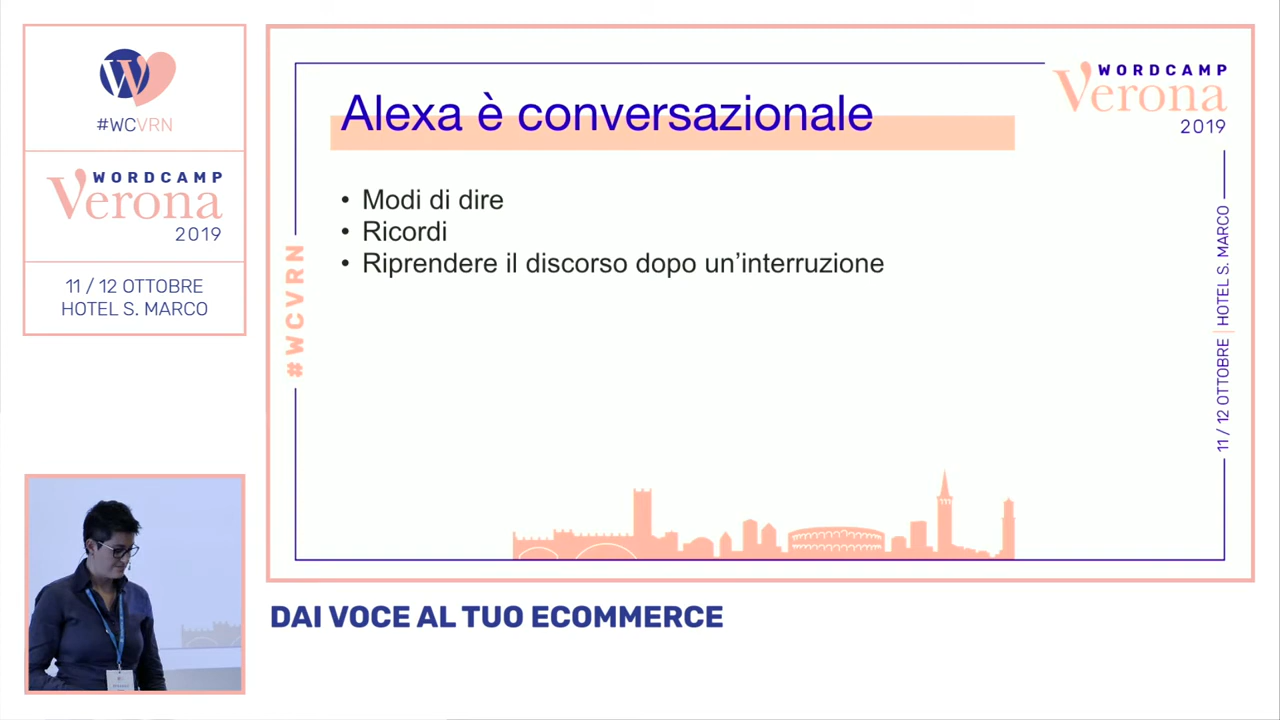 #WCVRN
WORDCAMP
Verona
2019
11 / 12 OTTOBRE
HOTEL S. MARCO
Alexa è conversazionale
• Modi di dire
• Ricordi
• Riprendere il discorso dopo un’interruzione
#WCVRN
WORDCAMP
Verona
2019
11 / 12 OTTOBRE | HOTEL S. MARCO
DAI VOCE AL TUO ECOMMERCE